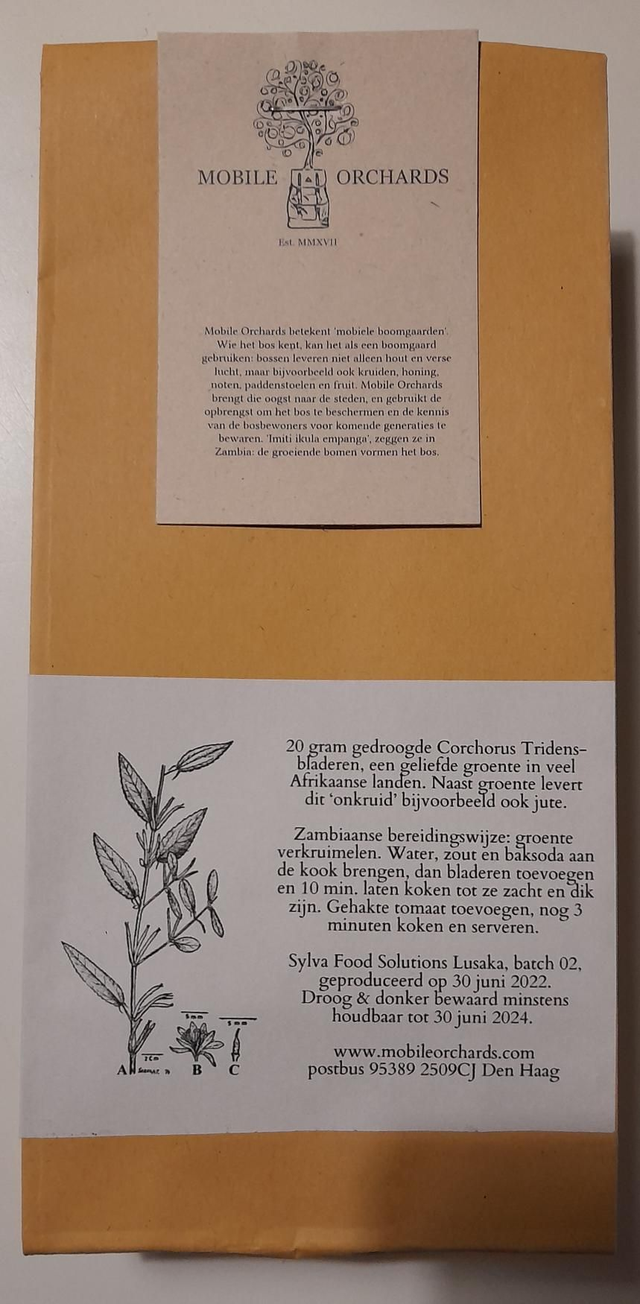 MOBILE ORCHARDS
Est. MMXVII
Mobile Orchards betekent 'mobiele boomgaarden'.
Wie het bos kent, kan het als een boomgaard
gebruiken: bossen leveren niet alleen hout en verse
lucht, maar bijvoorbeeld ook kruiden, honing,
noten, paddenstoelen en fruit. Mobile Orchards
brengt die oogst naar de steden, en gebruikt de
opbrengst om het bos te beschermen en de kennis
van de bosbewoners voor komende generaties te
bewaren. 'Imiti ikula empanga', zeggen ze in
Zambia: de groeiende bomen vormen het bos.
20 gram gedroogde Corchorus Tridens-
bladeren, een geliefde groente in veel
Afrikaanse landen. Naast groente levert
dit 'onkruid' bijvoorbeeld ook jute.
Zambiaanse bereidingswijze: groente
verkruimelen. Water, zout en baksoda aan
de kook brengen, dan bladeren toevoegen
en 10 min. laten koken tot ze zacht en dik
zijn. Gehakte tomaat toevoegen, nog 3
minuten koken en serveren.
Sylva Food Solutions Lusaka, batch 02,
geproduceerd op 30 juni 2022.
Droog & donker bewaard minstens
houdbaar tot 30 juni 2024.
www.mobileorchards.com
postbus 95389 2509CJ Den Haag
5mm 5mm
A B C